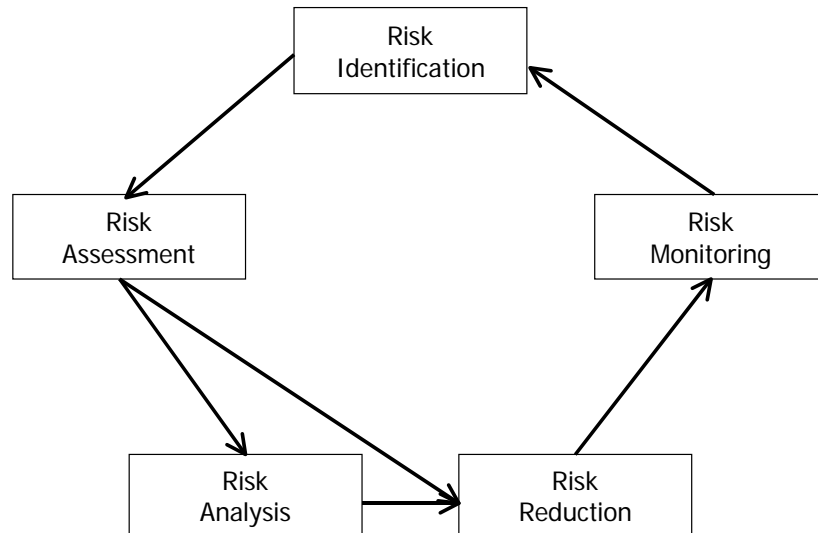 Risk
Identification
Risk
Assessment
Risk
Monitoring
Risk
Analysis
Risk
Reduction